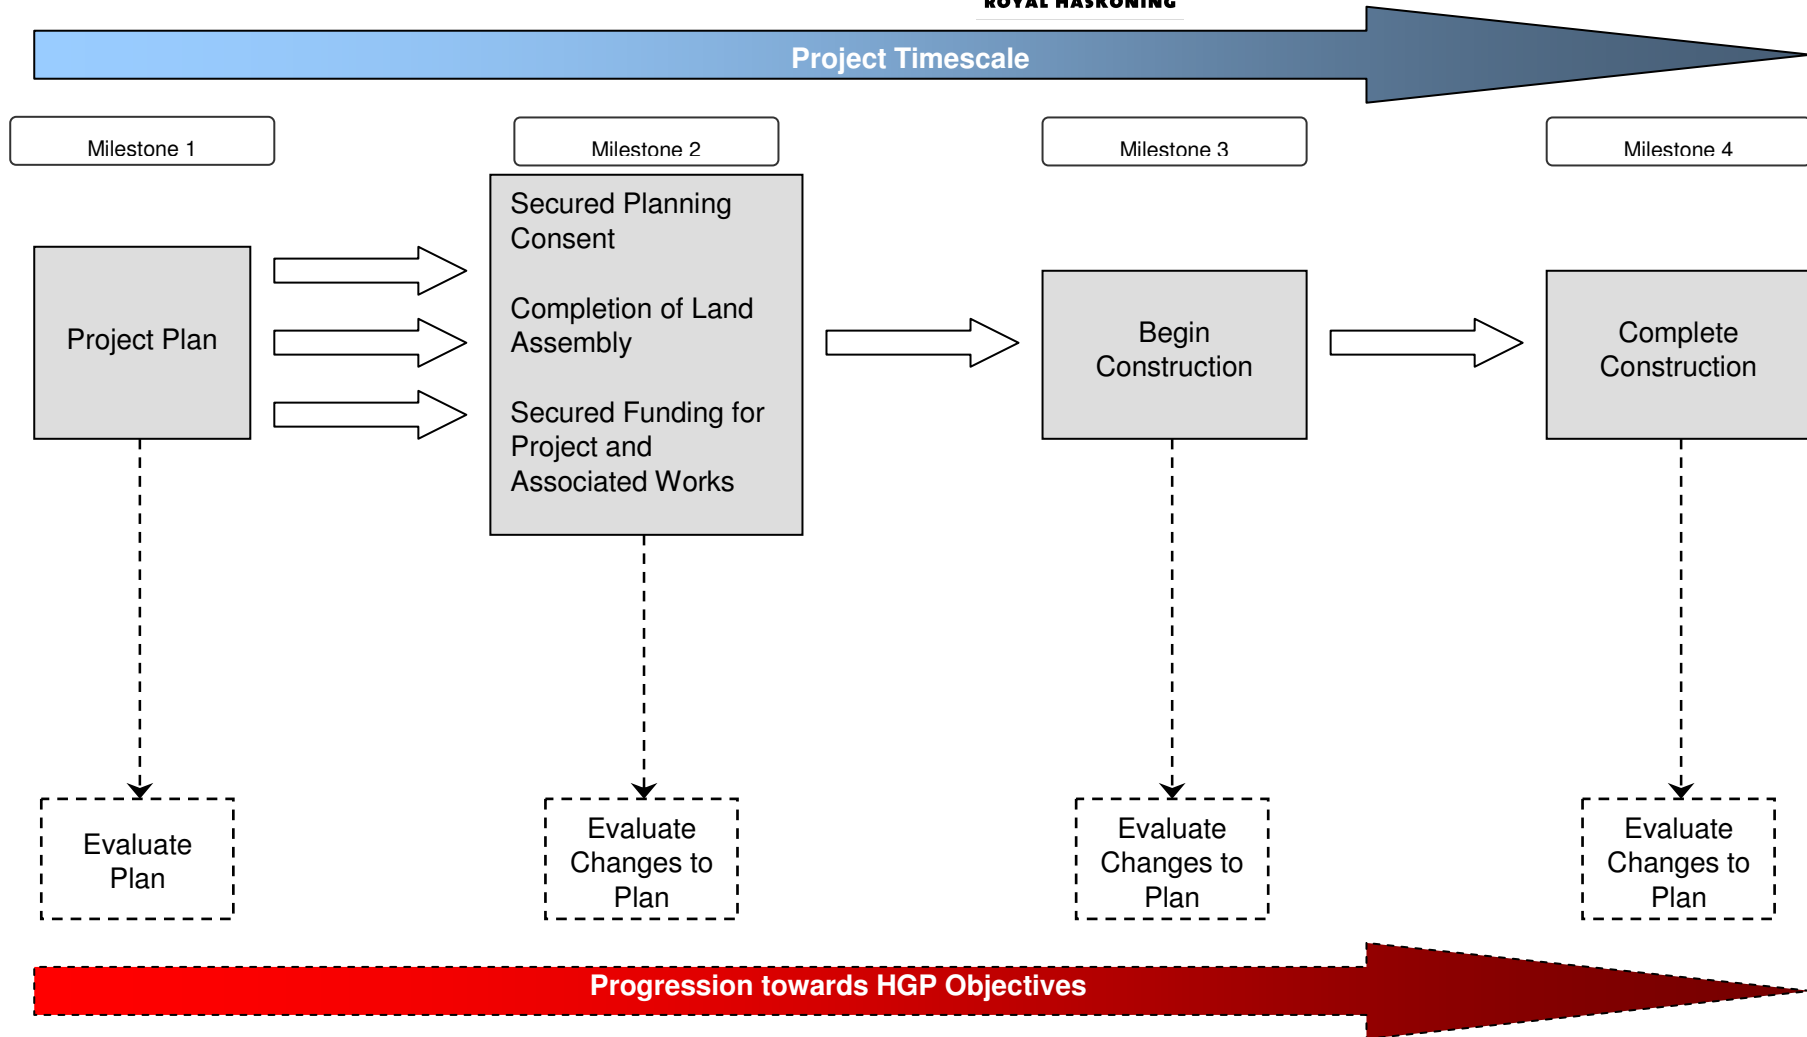 ROYAL HASKONING
Project Timescale
Milestone 1
Milestone 2
Milestone 3
Milestone 4
Project Plan
Secured Planning
Consent
Completion of Land
Assembly
Secured Funding for
Project and
Associated Works
Begin
Construction
Complete
Construction
Evaluate
Plan
Evaluate
Changes to
Plan
Evaluate
Changes to
Plan
Evaluate
Changes to
Plan
Progression towards HGP Objectives